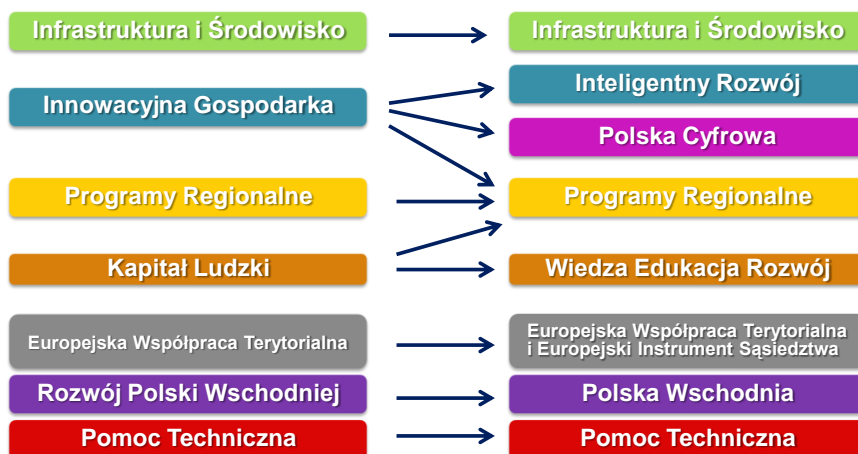 Infrastruktura i Środowisko
Infrastruktura i Środowisko
Innowacyjna Gospodarka
Inteligentny Rozwój
Polska Cyfrowa
Programy Regionalne
Programy Regionalne
Kapitał Ludzki
Wiedza Edukacja Rozwój
Europejska Współpraca Terytorialna
Europejska Współpraca Terytorialna
i Europejski Instrument Sąsiedztwa
Rozwój Polski Wschodniej
Polska Wschodnia
Pomoc Techniczna
Pomoc Techniczna